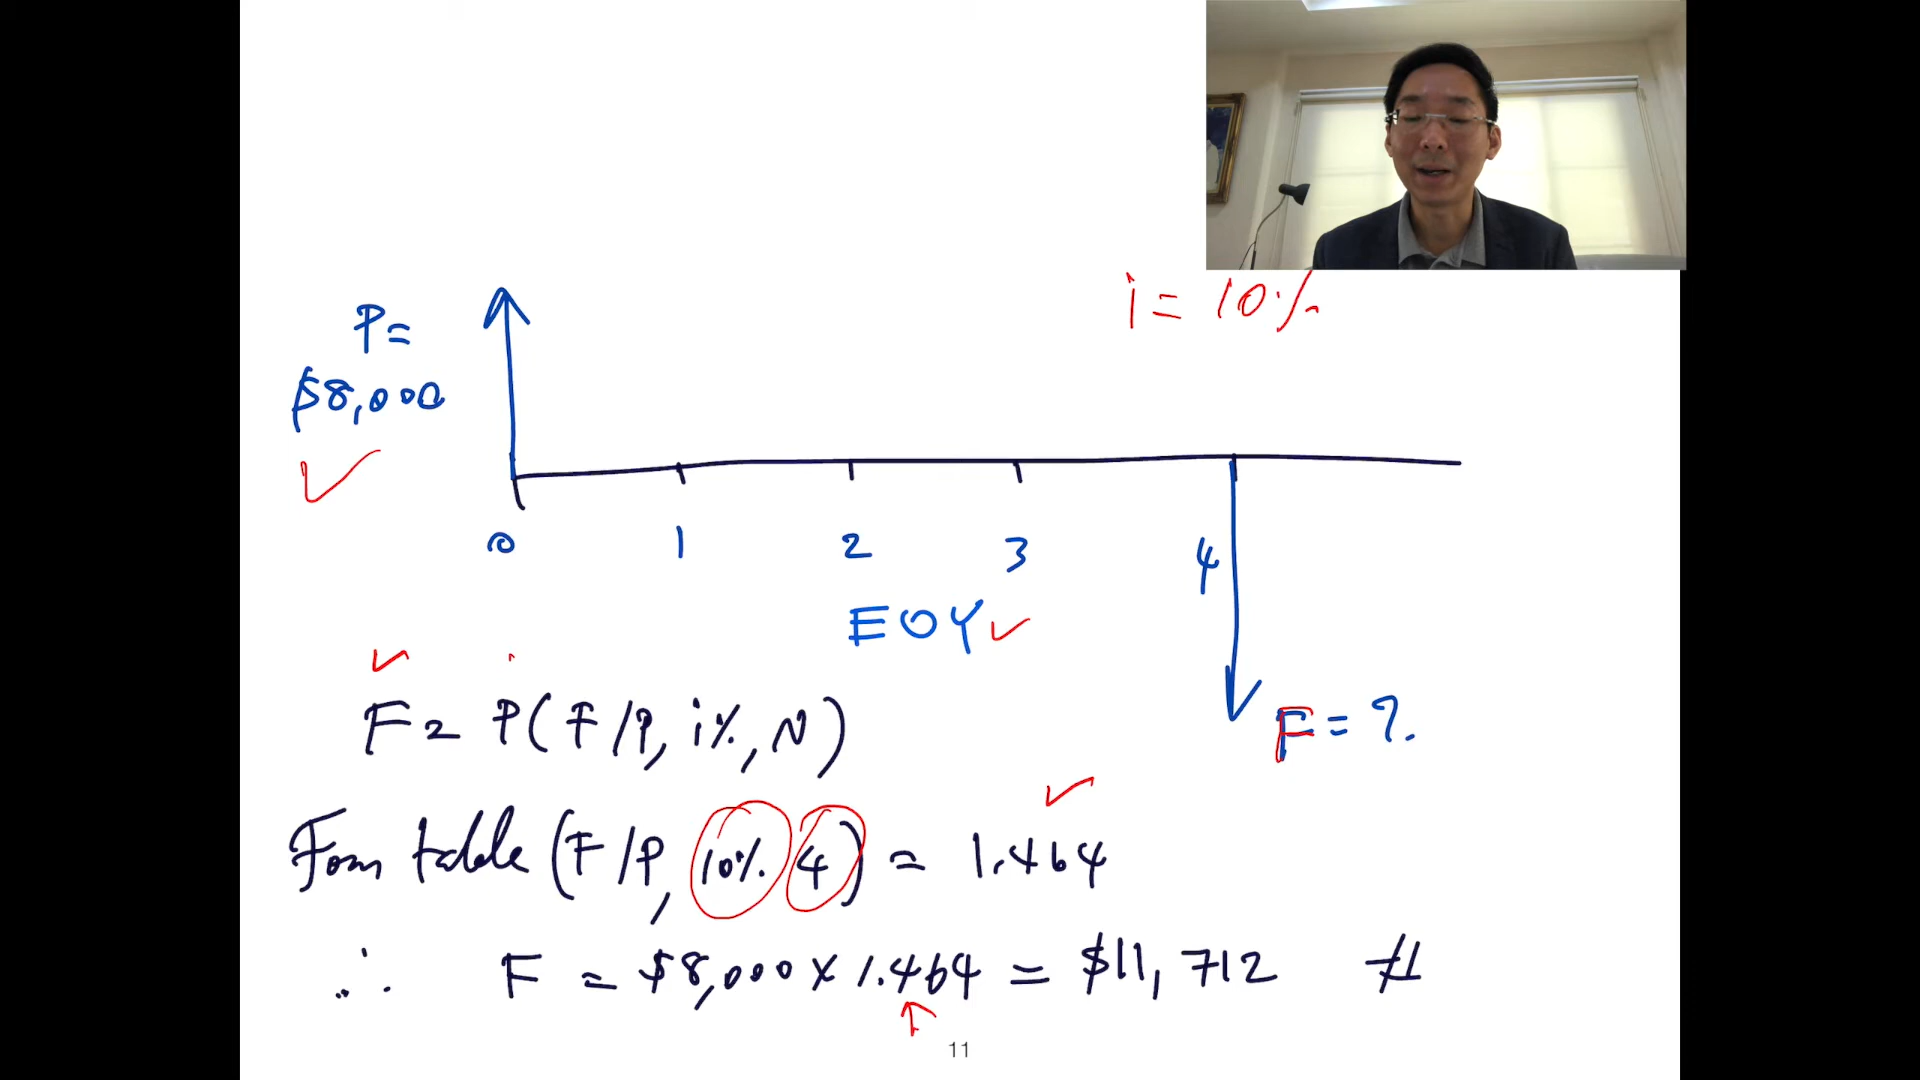 i = 10%
P =
$8,000
0 1 2 3 4
EOY
F = ?
F = P(F/P, i%, N)
From table (F/P, 10% 4) = 1.464
∴ F = $8,000 × 1.464 = $11,712 #
11